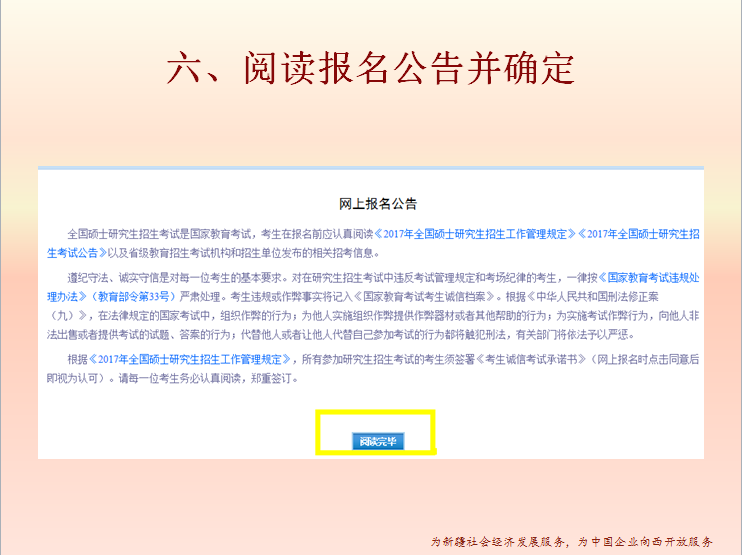 六、阅读报名公告并确定
网上报名公告
全国硕士研究生招生考试是国家教育考试，考生在报名前应认真阅读《2017年全国硕士研究生招生工作管理规定》《2017年全国硕士研究生招
生考试公告》以及省级教育招生考试机构和招生单位发布的相关招考信息。
遵纪守法、诚实守信是对每一位考生的基本要求。对在研究生招生考试中违反考试管理规定和考场纪律的考生，一律按《国家教育考试违规处
理办法》（教育部令第33号）严肃处理。考生违规或作弊事实将记入《国家教育考试考生诚信档案》。根据《中华人民共和国刑法修正案
（九）》，在法律规定的国家考试中，组织作弊的行为；为他人实施组织作弊提供作弊器材或者其他帮助的行为；为实施考试作弊行为，向他人非
法出售或者提供考试的试题、答案的行为；代替他人或者让他人代替自己参加考试的行为都将触犯刑法，有关部门将依法予以严惩。
根据《2017年全国硕士研究生招生工作管理规定》，所有参加研究生招生考试的考生须签署《考生诚信考试承诺书》（网上报名时点击同意后
即视为认可）。请每一位考生务必认真阅读，郑重签订。
阅读完毕
为新疆社会经济发展服务，为中国企业向西开放服务